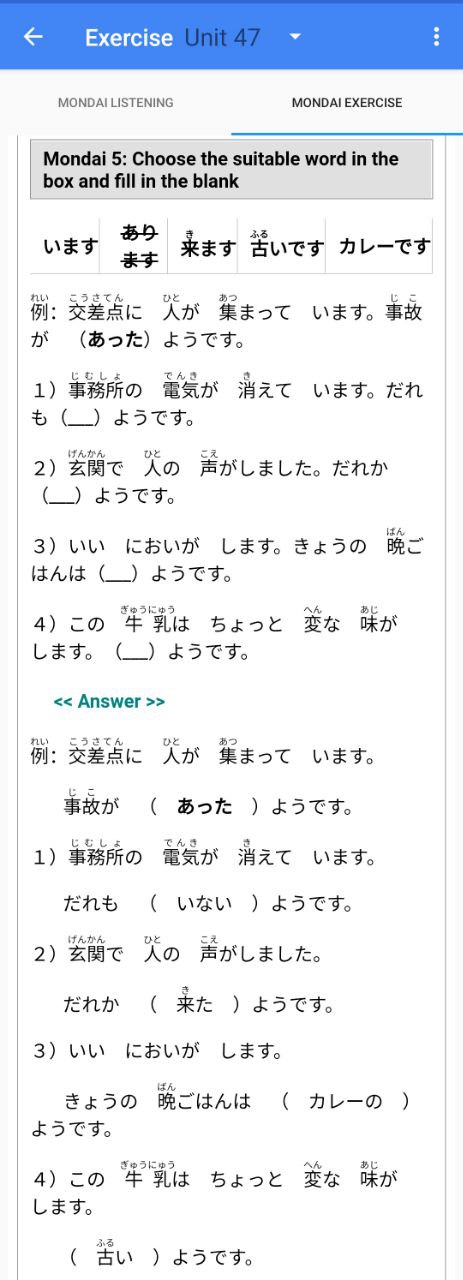 Exercise Unit 47
MONDAI LISTENING MONDAI EXERCISE
Mondai 5: Choose the suitable word in the
box and fill in the blank
あり
き ふる
います 来ます 古いです カレーです
ます
れい こうさてん ひと あつ じ こ
例：交差点に 人が 集まって います。事故
が （あった）ようです。
じ む し ょ で ん き き
1）事務所の 電気が 消えて います。だれ
も（___）ようです。
げんかん ひと こえ
2）玄関で 人の 声がしました。だれか
（___）ようです。
ばん
3）いい においが します。きょうの 晩ご
はんは（___）ようです。
ぎゅうにゅう へん あじ
4）この 牛 乳は ちょっと 変な 味が
します。（___）ようです。
<< Answer >>
れい こうさてん ひと あつ
例：交差点に 人が 集まって います。
じ こ
事故が （ あった ）ようです。
じ む し ょ で ん き き
1）事務所の 電気が 消えて います。
だれも （ いない ）ようです。
げんかん ひと こえ
2）玄関で 人の 声がしました。
き
だれか （ 来た ）ようです。
3）いい においが します。
ばん
きょうの 晩ごはんは （ カレーの ）
ようです。
ぎゅうにゅう へん あじ
4）この 牛 乳は ちょっと 変な 味が
します。
ふる
（ 古い ）ようです。